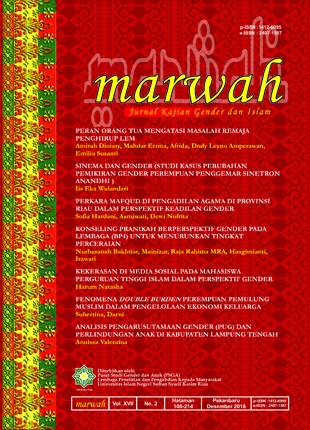 p-ISSN : 1412-6095
e-ISSN : 2407-1587
marwah
Jurnal Kajian Gender dan Islam
PERAN ORANG TUA MENGATASI MASALAH REMAJA
PENGHIRUP LEM
Amirah Diniaty, Mahdar Ernita, Afrida, Dody Leyno Amperawan,
Emilia Susanti
SINEMA DAN GENDER (STUDI KASUS PERUBAHAN
PEMIKIRAN GENDER PEREMPUAN PENGGEMAR SINETRON
ANANDHI )
Iis Eka Wulandari
PERKARA MAFQUD DI PENGADILAN AGAMA DI PROVINSI
RIAU DALAM PERSPEKTIF KEADILAN GENDER
Sofia Hardani, Asmiwati, Dewi Nofrita
KONSELING PRANIKAH BERPERSPEKTIF GENDER PADA
LEMBAGA (BP4) UNTUK MENURUNKAN TINGKAT
PERCERAIAN
Nurhasanah Bakhtiar, Mainizar, Raja Rahima MRA, Hasgimianti,
Irawati
KEKERASAN DI MEDIA SOSIAL PADA MAHASISWA
PERGURUAN TINGGI ISLAM DALAM PERSPEKTIF GENDER
Harum Natasha
FENOMENA DOUBLE BURDEN PEREMPUAN PEMULUNG
MUSLIM DALAM PENGELOLAAN EKONOMI KELUARGA
Suhertina, Darni
ANALISIS PENGARUSUTAMAAN GENDER (PUG) DAN
PERLINDUNGAN ANAK DI KABUPATEN LAMPUNG TENGAH
Annissa Valentina
Diterbitkan oleh:
Pusat Studi Gender dan Anak (PSGA)
Lembaga Penelitian dan Pengabdian Kepada Masyarakat
Universitas Islam Negeri Sultan Syarif Kasim Riau
marwah Vol. XVII No. 2 Halaman 108-214 Pekanbaru Desember 2018 p-ISSN : 1412-6095 e-ISSN : 2407-1587